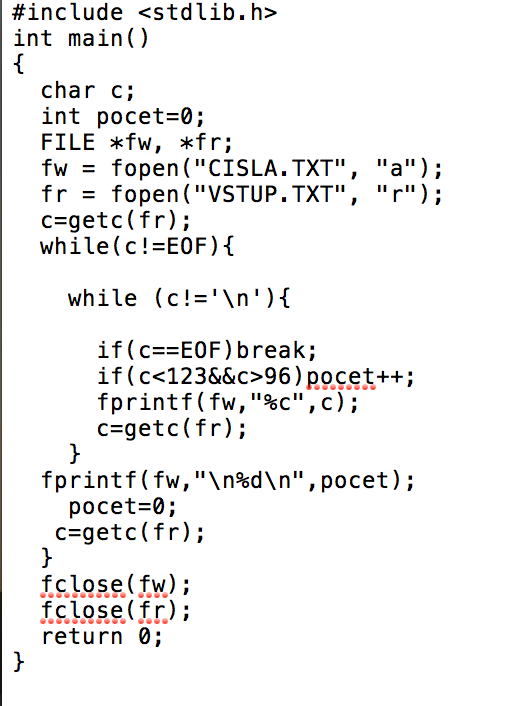 #include <stdlib.h>
int main()
{
char c;
int pocet=0;
FILE *fw, *fr;
fw = fopen("CISLA.TXT", "a");
fr = fopen("VSTUP.TXT", "r");
c=getc(fr);
while(c!=EOF){
while (c!='\n'){
if(c==EOF)break;
if(c<123&&c>96)pocet++;
fprintf(fw,"%c",c);
c=getc(fr);
}
fprintf(fw,"\n%d\n",pocet);
pocet=0;
c=getc(fr);
}
fclose(fw);
fclose(fr);
return 0;
}